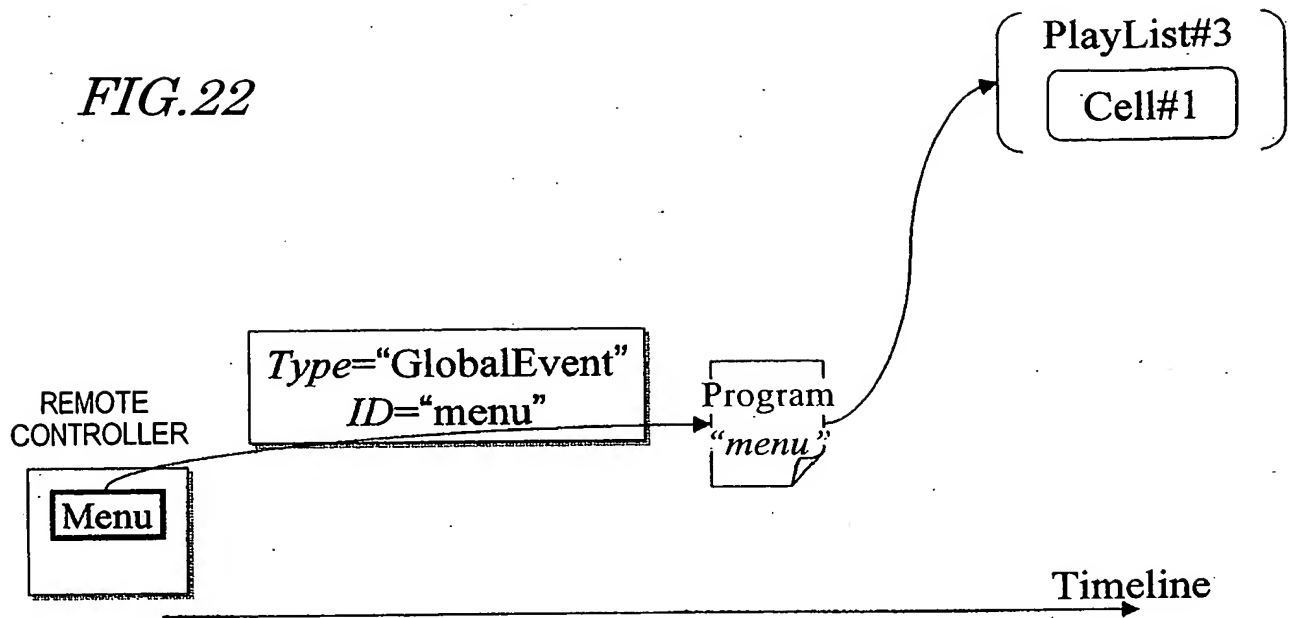 FIG.22
PlayList#3
Cell#1
Type="GlobalEvent"
ID="menu"
REMOTE
CONTROLLER
Menu
Program
"menu"
Timeline